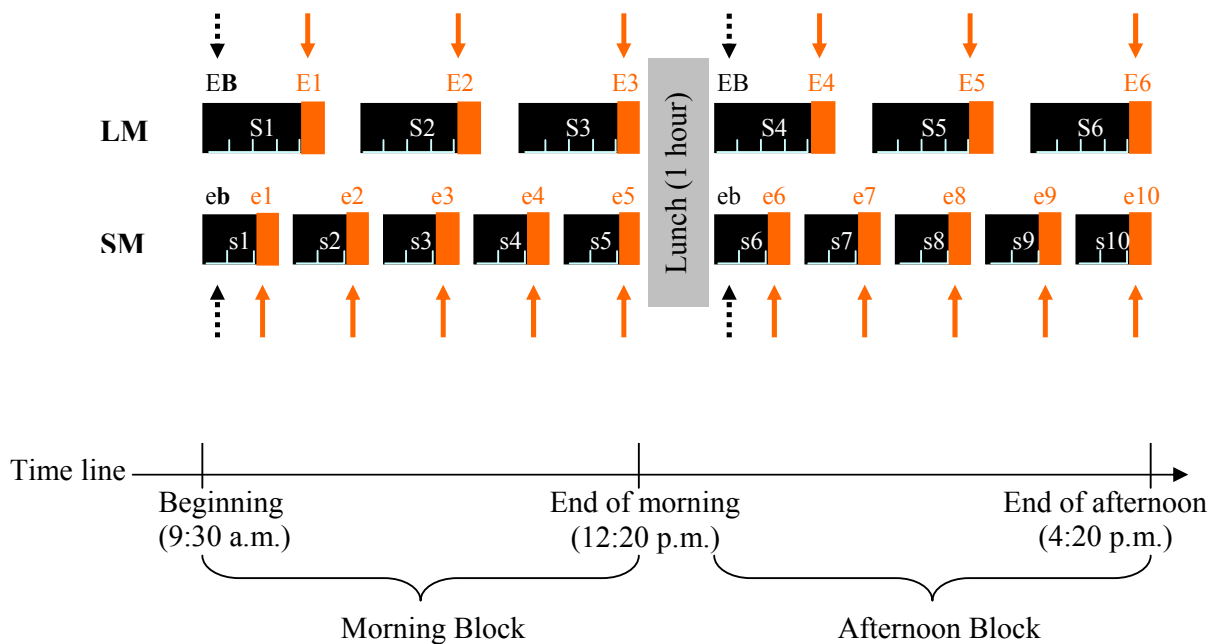 EB E1 E2 E3 EB E4 E5 E6
LM S1 S2 S3 S4 S5 S6
Lunch (1 hour)
eb e1 e2 e3 e4 e5 eb e6 e7 e8 e9 e10
SM s1 s2 s3 s4 s5 s6 s7 s8 s9 s10
Time line
Beginning End of morning End of afternoon
(9:30 a.m.) (12:20 p.m.) (4:20 p.m.)
Morning Block Afternoon Block